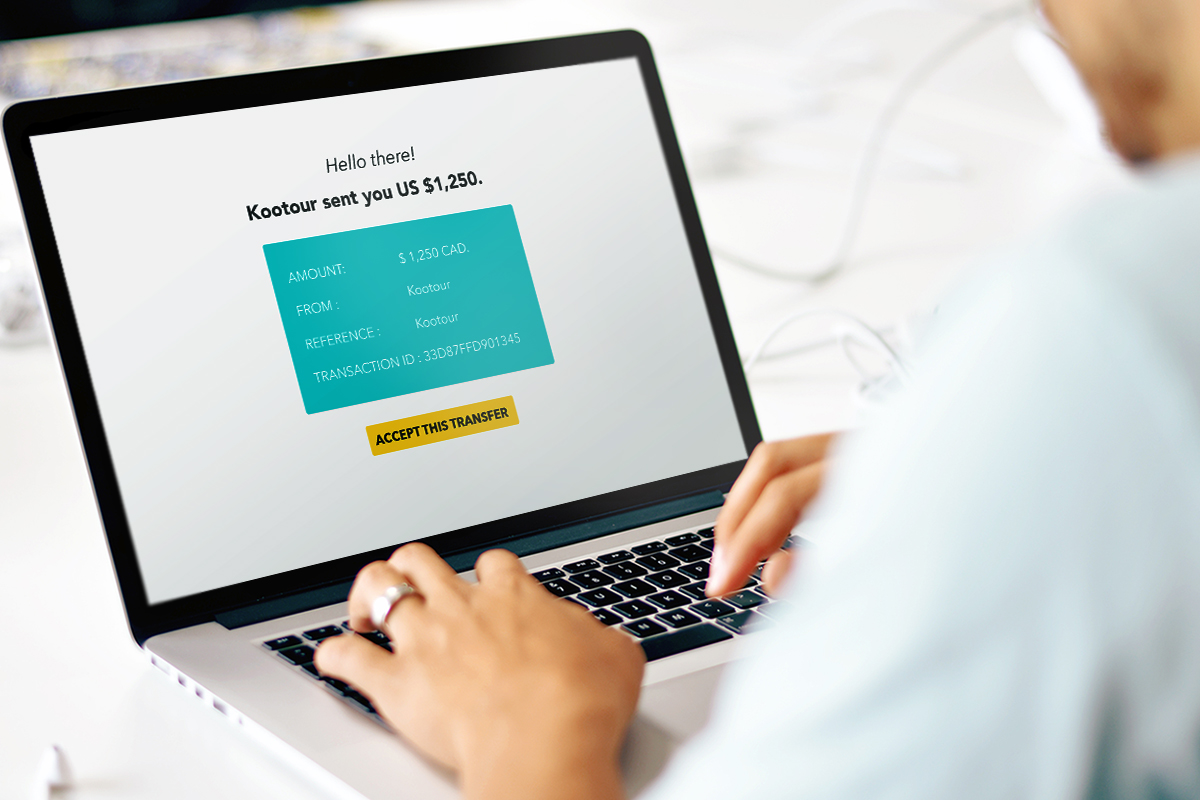 Hello there!
Kootour sent you US $1,250.
AMOUNT: $ 1,250 CAD.
FROM : Kootour
REFERENCE : Kootour
TRANSACTION ID : 33D87FFD901345
ACCEPT THIS TRANSFER